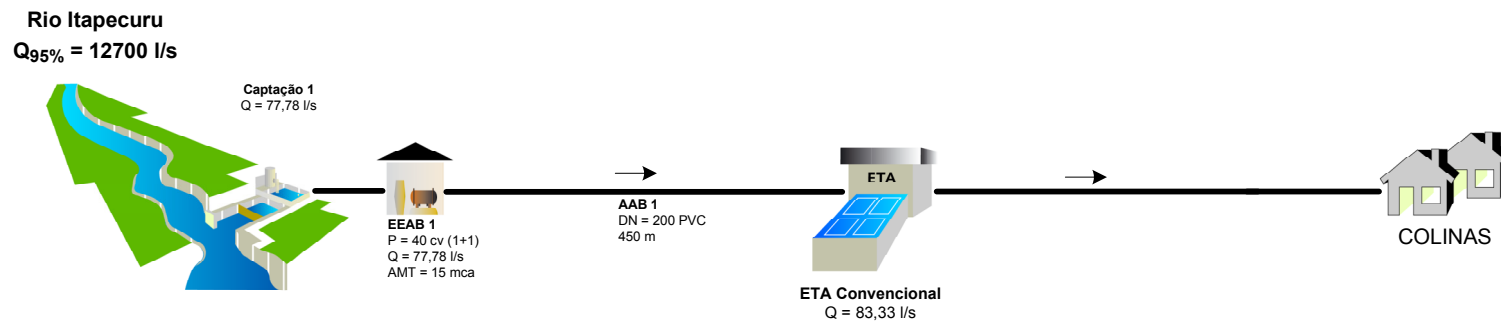 Rio Itapecuru
Q95% = 12700 l/s
Captação 1
Q = 77,78 l/s
EEAB 1
P = 40 cv (1+1)
Q = 77,78 l/s
AMT = 15 mca
AAB 1
DN = 200 PVC
450 m
ETA
ETA Convencional
Q = 83,33 l/s
COLINAS